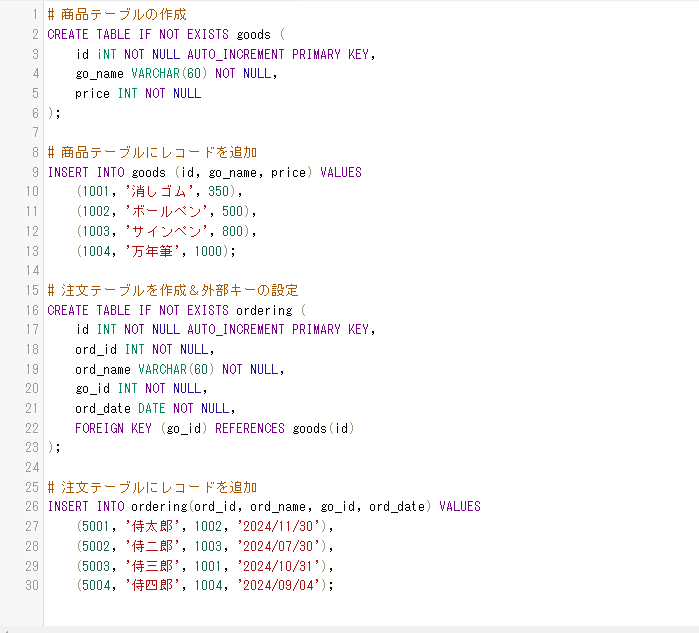 1 # 商品テーブルの作成
2 CREATE TABLE IF NOT EXISTS goods (
3     id iNT NOT NULL AUTO_INCREMENT PRIMARY KEY,
4     go_name VARCHAR(60) NOT NULL,
5     price INT NOT NULL
6 );
7
8 # 商品テーブルにレコードを追加
9 INSERT INTO goods (id, go_name, price) VALUES
10     (1001, '消しゴム', 350),
11     (1002, 'ボールペン', 500),
12     (1003, 'サインペン', 800),
13     (1004, '万年筆', 1000);
14
15 # 注文テーブルを作成＆外部キーの設定
16 CREATE TABLE IF NOT EXISTS ordering (
17     id INT NOT NULL AUTO_INCREMENT PRIMARY KEY,
18     ord_id INT NOT NULL,
19     ord_name VARCHAR(60) NOT NULL,
20     go_id INT NOT NULL,
21     ord_date DATE NOT NULL,
22     FOREIGN KEY (go_id) REFERENCES goods(id)
23 );
24
25 # 注文テーブルにレコードを追加
26 INSERT INTO ordering(ord_id, ord_name, go_id, ord_date) VALUES
27     (5001, '侍太郎', 1002, '2024/11/30'),
28     (5002, '侍二郎', 1003, '2024/07/30'),
29     (5003, '侍三郎', 1001, '2024/10/31'),
30     (5004, '侍四郎', 1004, '2024/09/04');